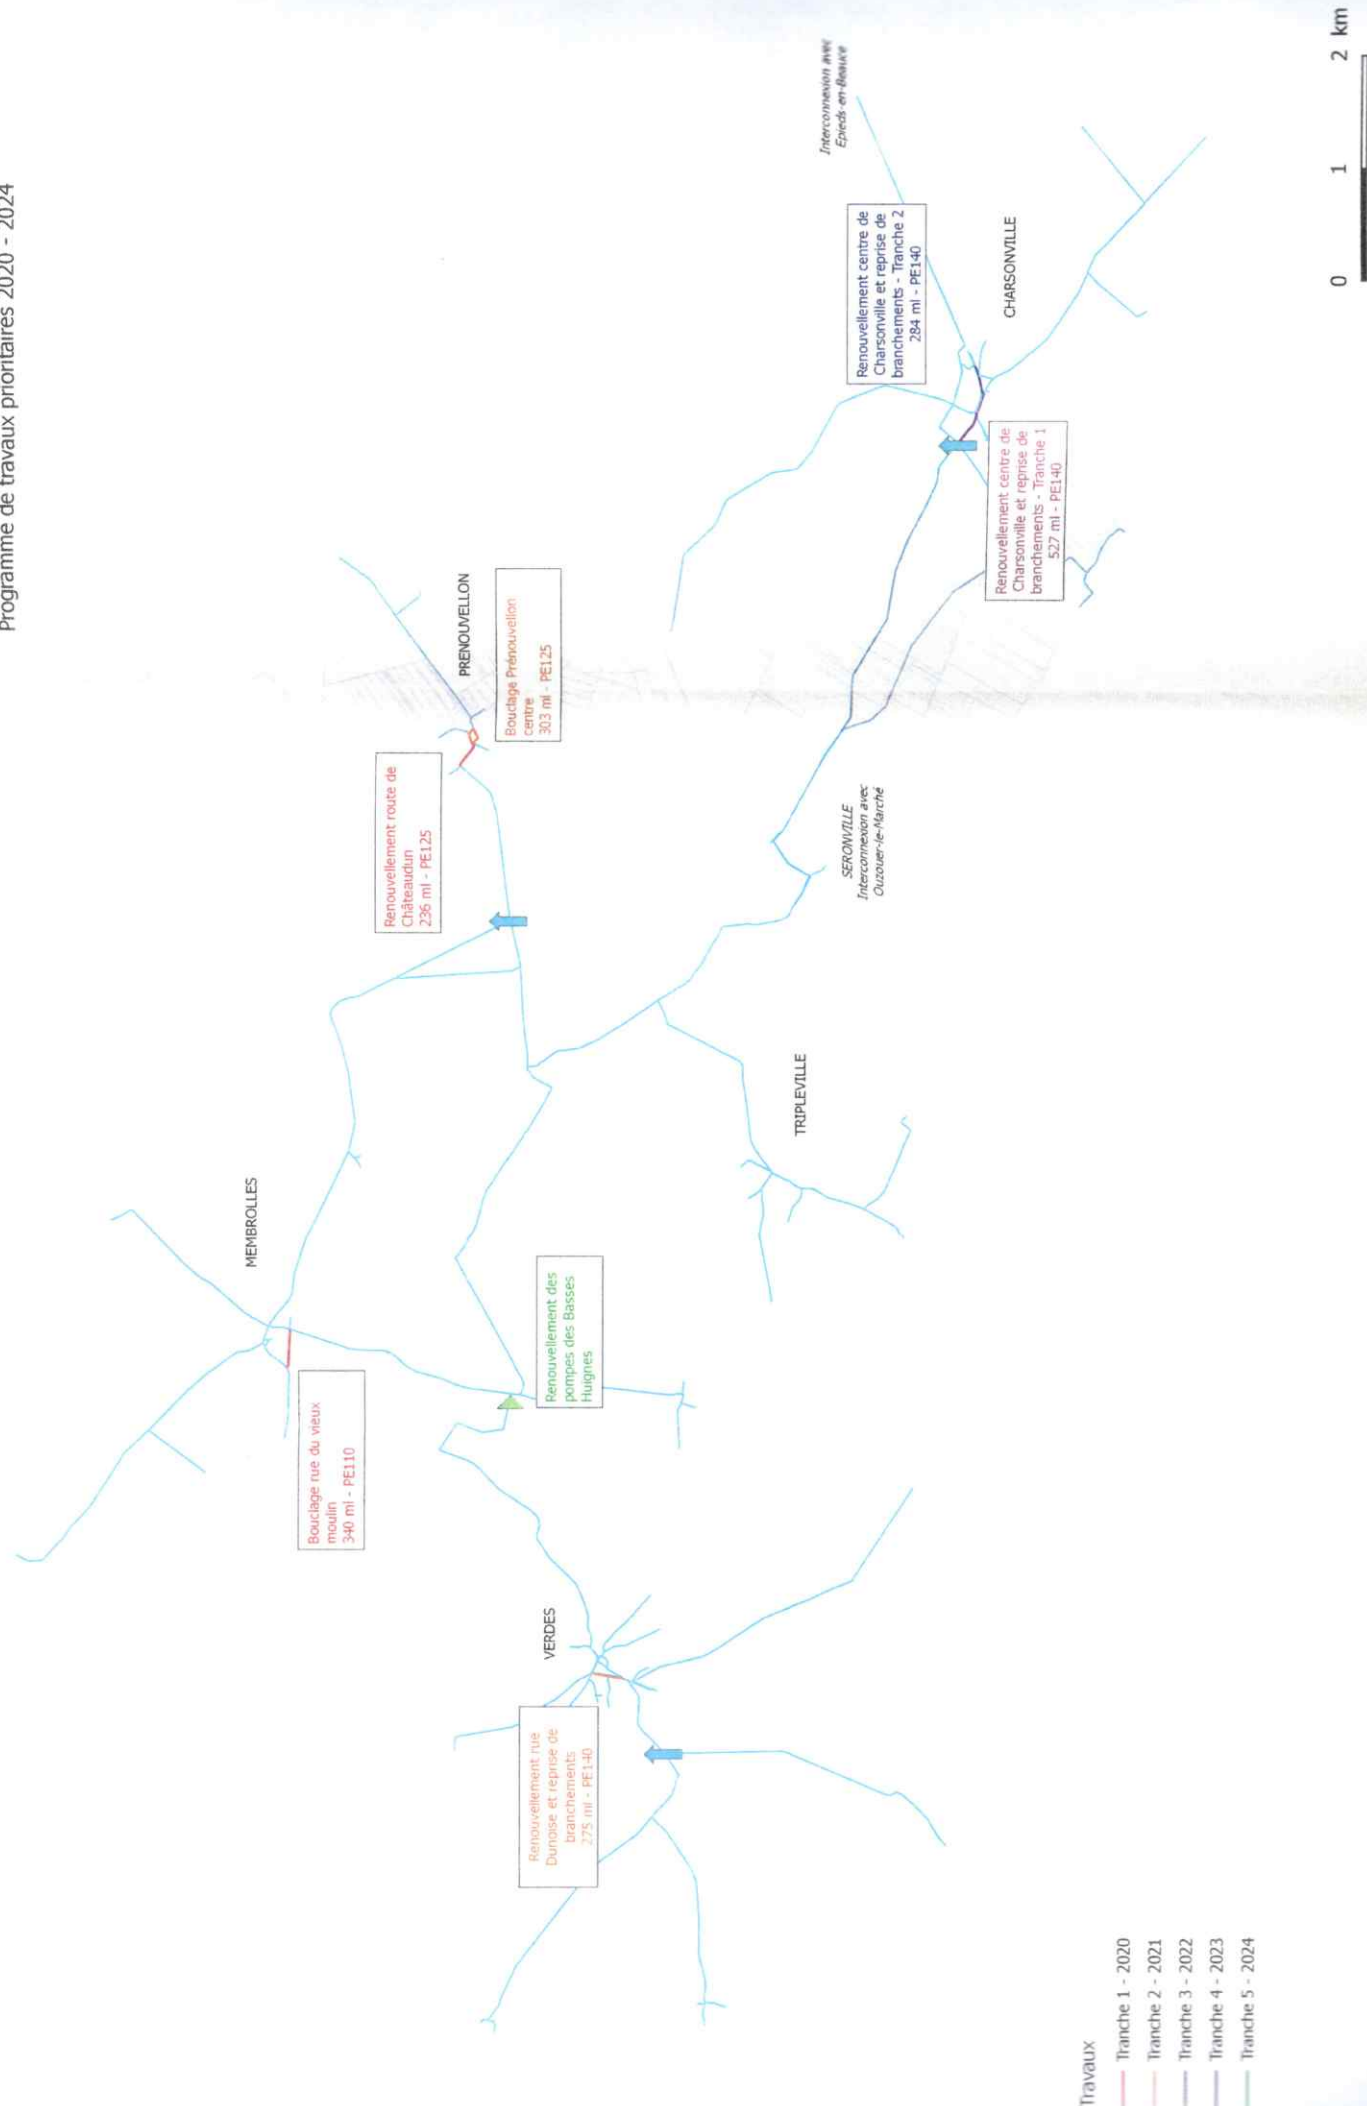 Programme de travaux prioritaires 2020 - 2024
Interconnexion avec
Epieds-en-Beauce
Renouvellement centre de
Charsonville et reprise de
branchements - Tranche 2
284 ml - PE140
CHARSONVILLE
Renouvellement centre de
Charsonville et reprise de
branchements - Tranche 1
527 ml - PE140
PRENOUVELLON
Bouclage Prénouvellon
centre
303 ml - PE125
Renouvellement route de
Châteaudun
236 ml - PE125
SERONVILLE
Interconnexion avec
Ouzouer-le-Marché
TRIPLEVILLE
MEMBROLLES
Renouvellement des
pompes des Basses
Huignes
Bouclage rue du vieux
moulin
340 ml - PE110
VERDES
Renouvellement rue
Dunoise et reprise de
branchements
275 ml - PE140
Travaux
Tranche 1 - 2020
Tranche 2 - 2021
Tranche 3 - 2022
Tranche 4 - 2023
Tranche 5 - 2024
0 1 2 km